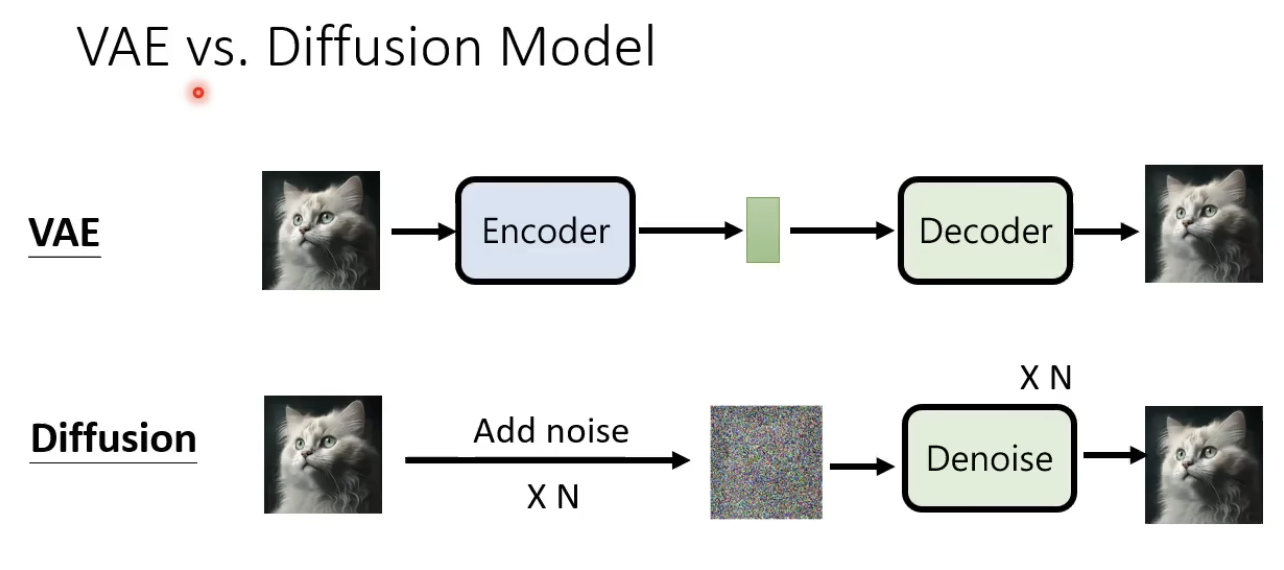 VAE vs. Diffusion Model
VAE
Encoder
Decoder
Diffusion
Add noise
X N
X N
Denoise